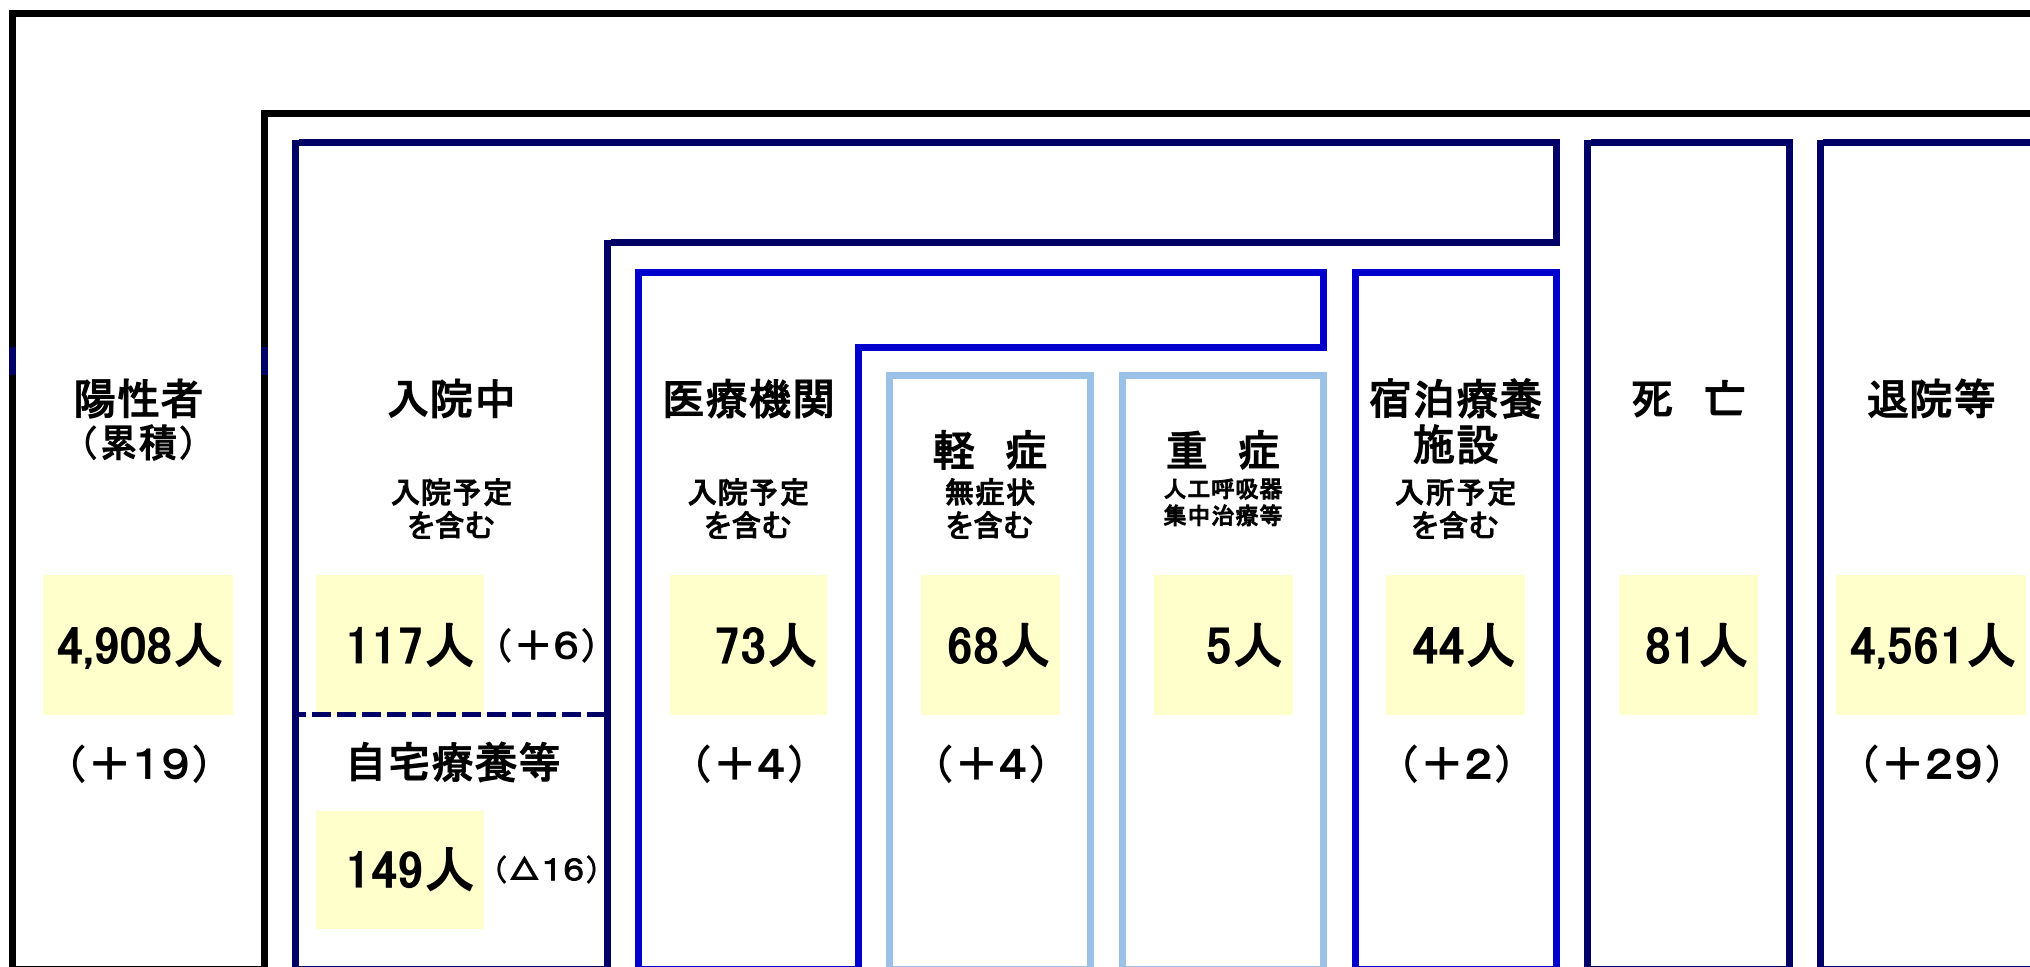 陽性者
（累積）
4,908人
（＋19）
入院中
入院予定
を含む
117人（＋6）
自宅療養等
149人（△16）
医療機関
入院予定
を含む
73人
（＋4）
軽　症
無症状
を含む
68人
（＋4）
重　症
人工呼吸器
集中治療等
5人
宿泊療養
施設
入所予定
を含む
44人
（＋2）
死　亡
81人
退院等
4,561人
（＋29）